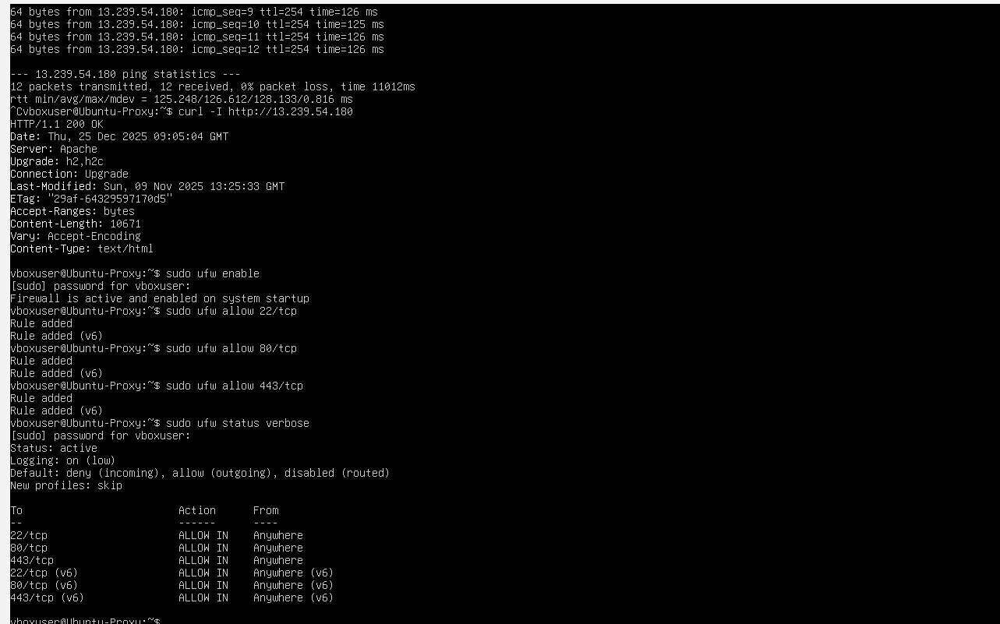 64 bytes from 13.239.54.180: icmp_seq=9 ttl=254 time=126 ms
64 bytes from 13.239.54.180: icmp_seq=10 ttl=254 time=125 ms
64 bytes from 13.239.54.180: icmp_seq=11 ttl=254 time=126 ms
64 bytes from 13.239.54.180: icmp_seq=12 ttl=254 time=126 ms
--- 13.239.54.180 ping statistics ---
12 packets transmitted, 12 received, 0% packet loss, time 11012ms
rtt min/avg/max/mdev = 125.248/126.612/128.133/0.816 ms
^Cvboxuser@Ubuntu-Proxy:~$ curl -I http://13.239.54.180
HTTP/1.1 200 OK
Date: Thu, 25 Dec 2025 09:05:04 GMT
Server: Apache
Upgrade: h2,h2c
Connection: Upgrade
Last-Modified: Sun, 09 Nov 2025 13:25:33 GMT
ETag: "29af-64329597170d5"
Accept-Ranges: bytes
Content-Length: 10671
Vary: Accept-Encoding
Content-Type: text/html
vboxuser@Ubuntu-Proxy:~$ sudo ufw enable
[sudo] password for vboxuser:
Firewall is active and enabled on system startup
vboxuser@Ubuntu-Proxy:~$ sudo ufw allow 22/tcp
Rule added
Rule added (v6)
vboxuser@Ubuntu-Proxy:~$ sudo ufw allow 80/tcp
Rule added
Rule added (v6)
vboxuser@Ubuntu-Proxy:~$ sudo ufw allow 443/tcp
Rule added
Rule added (v6)
vboxuser@Ubuntu-Proxy:~$ sudo ufw status verbose
[sudo] password for vboxuser:
Status: active
Logging: on (low)
Default: deny (incoming), allow (outgoing), disabled (routed)
New profiles: skip
To Action From
-- ------ ----
22/tcp ALLOW IN Anywhere
80/tcp ALLOW IN Anywhere
443/tcp ALLOW IN Anywhere
22/tcp (v6) ALLOW IN Anywhere (v6)
80/tcp (v6) ALLOW IN Anywhere (v6)
443/tcp (v6) ALLOW IN Anywhere (v6)
vboxuser@Ubuntu-Proxy:~$